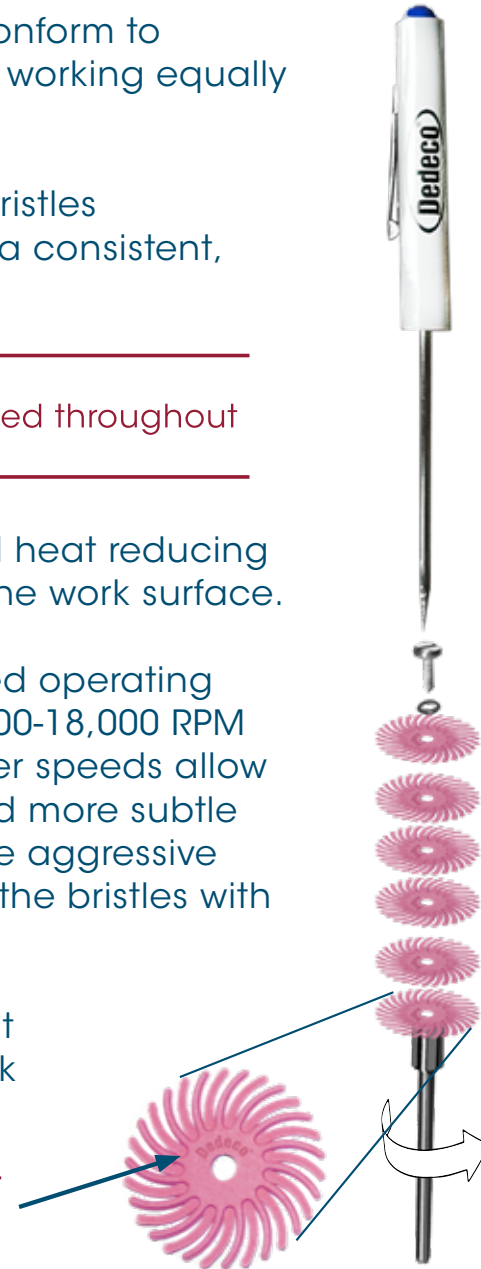 onform to
working equally
ristles
a consistent,
ed throughout
heat reducing
he work surface.
ed operating
00-18,000 RPM
er speeds allow
d more subtle
e aggressive
the bristles with
t
k
Dedeco
Dedeco